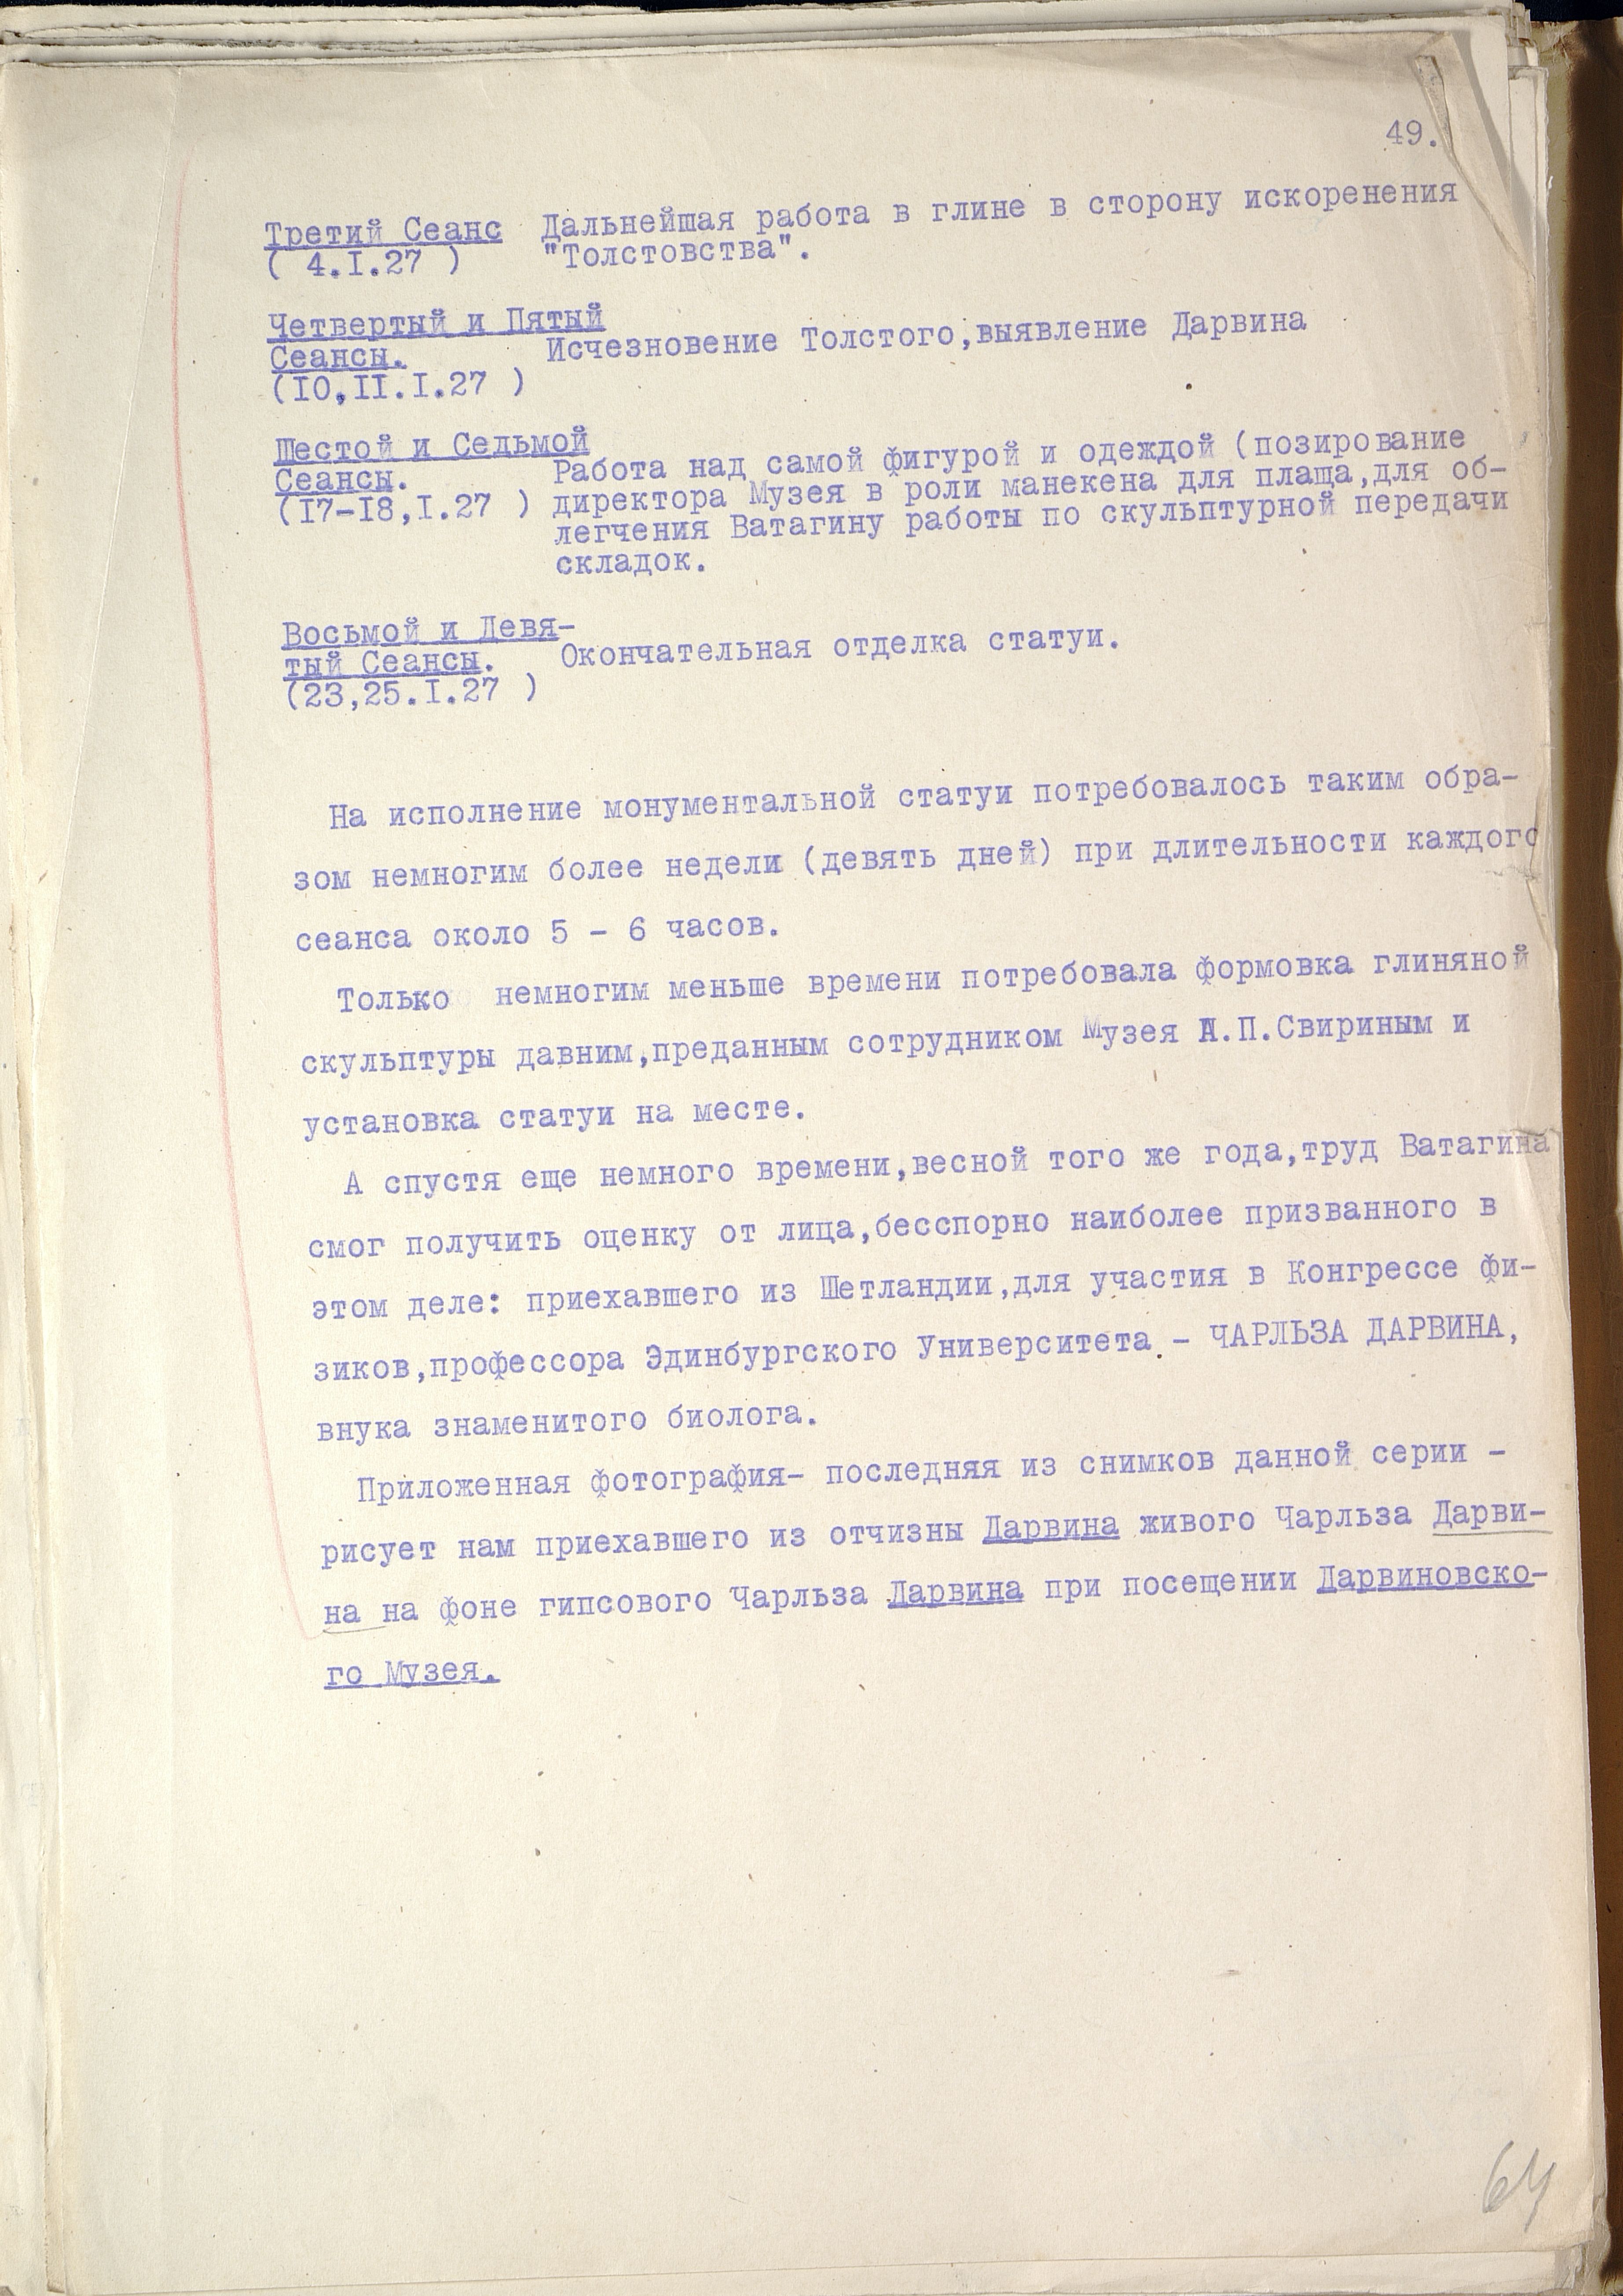 49.
Третий Сеанс Дальнейшая работа в глине в сторону искоренения
( 4.I.27 ) "Толстовства".
Четвертый и Пятый
Сеансы. Исчезновение Толстого,выявление Дарвина
(IO,II.I.27 )
Шестой и Седьмой
Сеансы. Работа над самой фигурой и одеждой (позирование
(I7-I8,I.27 ) директора Музея в роли манекена для плаща,для об-
легчения Ватагину работы по скульптурной передачи
складок.
Восьмой и Девя-
тый Сеансы. Окончательная отделка статуи.
(23,25.I.27 )
На исполнение монументальной статуи потребовалось таким обра-
зом немногим более недели (девять дней) при длительности каждого
сеанса около 5 - 6 часов.
Только немногим меньше времени потребовала формовка глиняной
скульптуры давним,преданным сотрудником Музея П.Свириным и
установка статуи на месте.
А спустя еще немного времени,весной того же года,труд Ватагина
смог получить оценку от лица,бесспорно наиболее призванного в
этом деле: приехавшего из Шетландии,для участия в Конгрессе фи-
зиков,профессора Эдинбургского Университета - ЧАРЛЬЗА ДАРВИНА,
внука знаменитого биолога.
Приложенная фотография- последняя из снимков данной серии -
рисует нам приехавшего из отчизны Дарвина живого Чарльза Дарви-
на на фоне гипсового Чарльза Дарвина при посещении Дарвиновско-
го Музея.
64